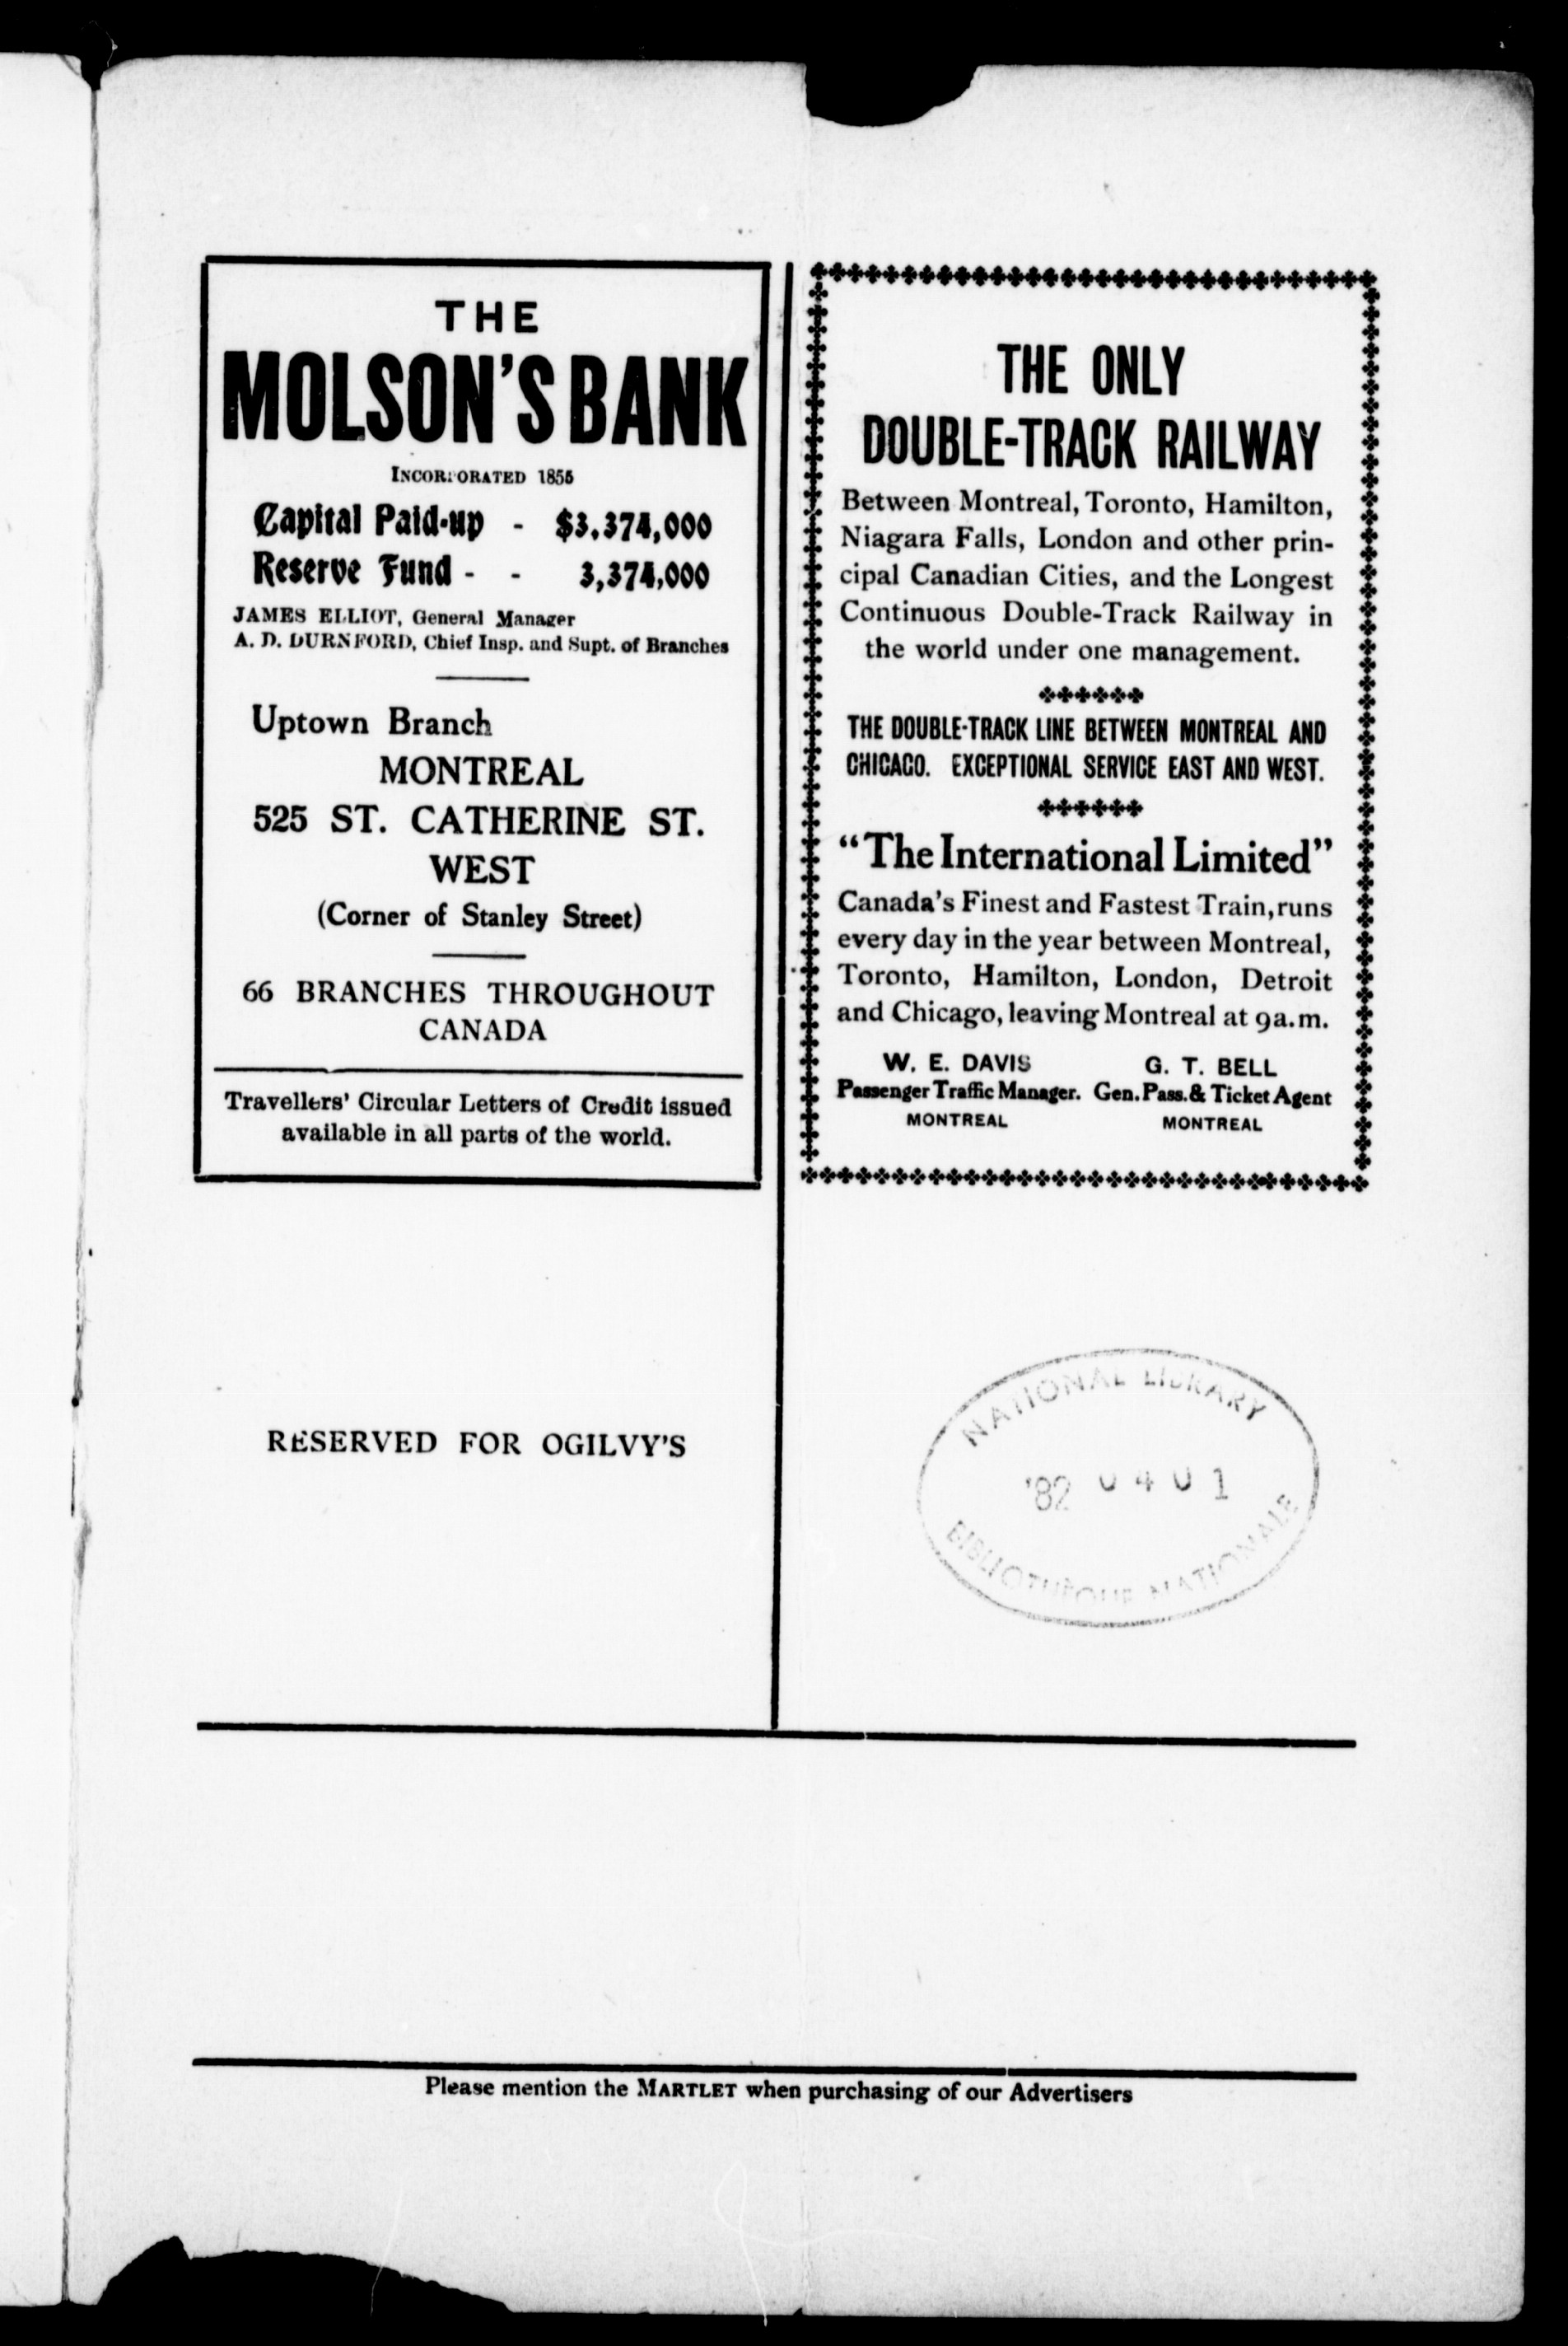 THE
MOLSON'S BANK
INCORPORATED 1855
Capital Paid-up - $3,374,000
Reserve Fund - - 3,374,000
JAMES ELLIOT, General Manager
A. D. DURNFORD, Chief Insp. and Supt. of Branches
Uptown Branch
MONTREAL
525 ST. CATHERINE ST.
WEST
(Corner of Stanley Street)
66 BRANCHES THROUGHOUT
CANADA
Travellers' Circular Letters of Credit issued
available in all parts of the world.
THE ONLY
DOUBLE-TRACK RAILWAY
Between Montreal, Toronto, Hamilton,
Niagara Falls, London and other prin-
cipal Canadian Cities, and the Longest
Continuous Double-Track Railway in
the world under one management.
THE DOUBLE-TRACK LINE BETWEEN MONTREAL AND
CHICAGO. EXCEPTIONAL SERVICE EAST AND WEST.
"The International Limited"
Canada's Finest and Fastest Train, runs
every day in the year between Montreal,
Toronto, Hamilton, London, Detroit
and Chicago, leaving Montreal at 9 a.m.
W. E. DAVIS
Passenger Traffic Manager.
MONTREAL
G. T. BELL
Gen. Pass. & Ticket Agent
MONTREAL
RESERVED FOR OGILVY'S
NATIONAL LIBRARY
'82 0 4 0 1
BIBLIOTHÈQUE NATIONALE
Please mention the MARTLET when purchasing of our Advertisers